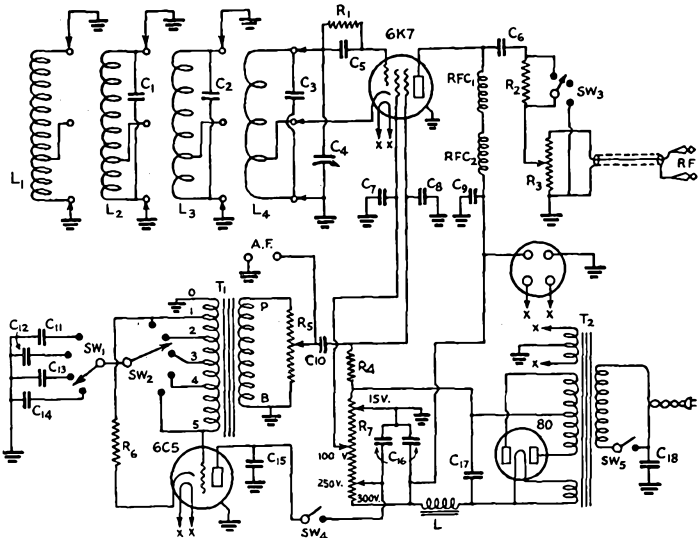 R1
6K7
C6
C5
RFC1
R2
SW3
C1
C2
C3
C4
RFC2
R3
RF
X X
L1
L2
L3
L4
C7
C8
C9
A.F.
T1
0
1
2
3
4
5
P
B
R5
C10
R4
X X
T2
X
X
C12
C11
SW1
SW2
C13
C14
R6
6C5
C15
X X
SW4
15V.
R7
100 V
250V.
300V.
C16
C17
L
80
SW5
C18